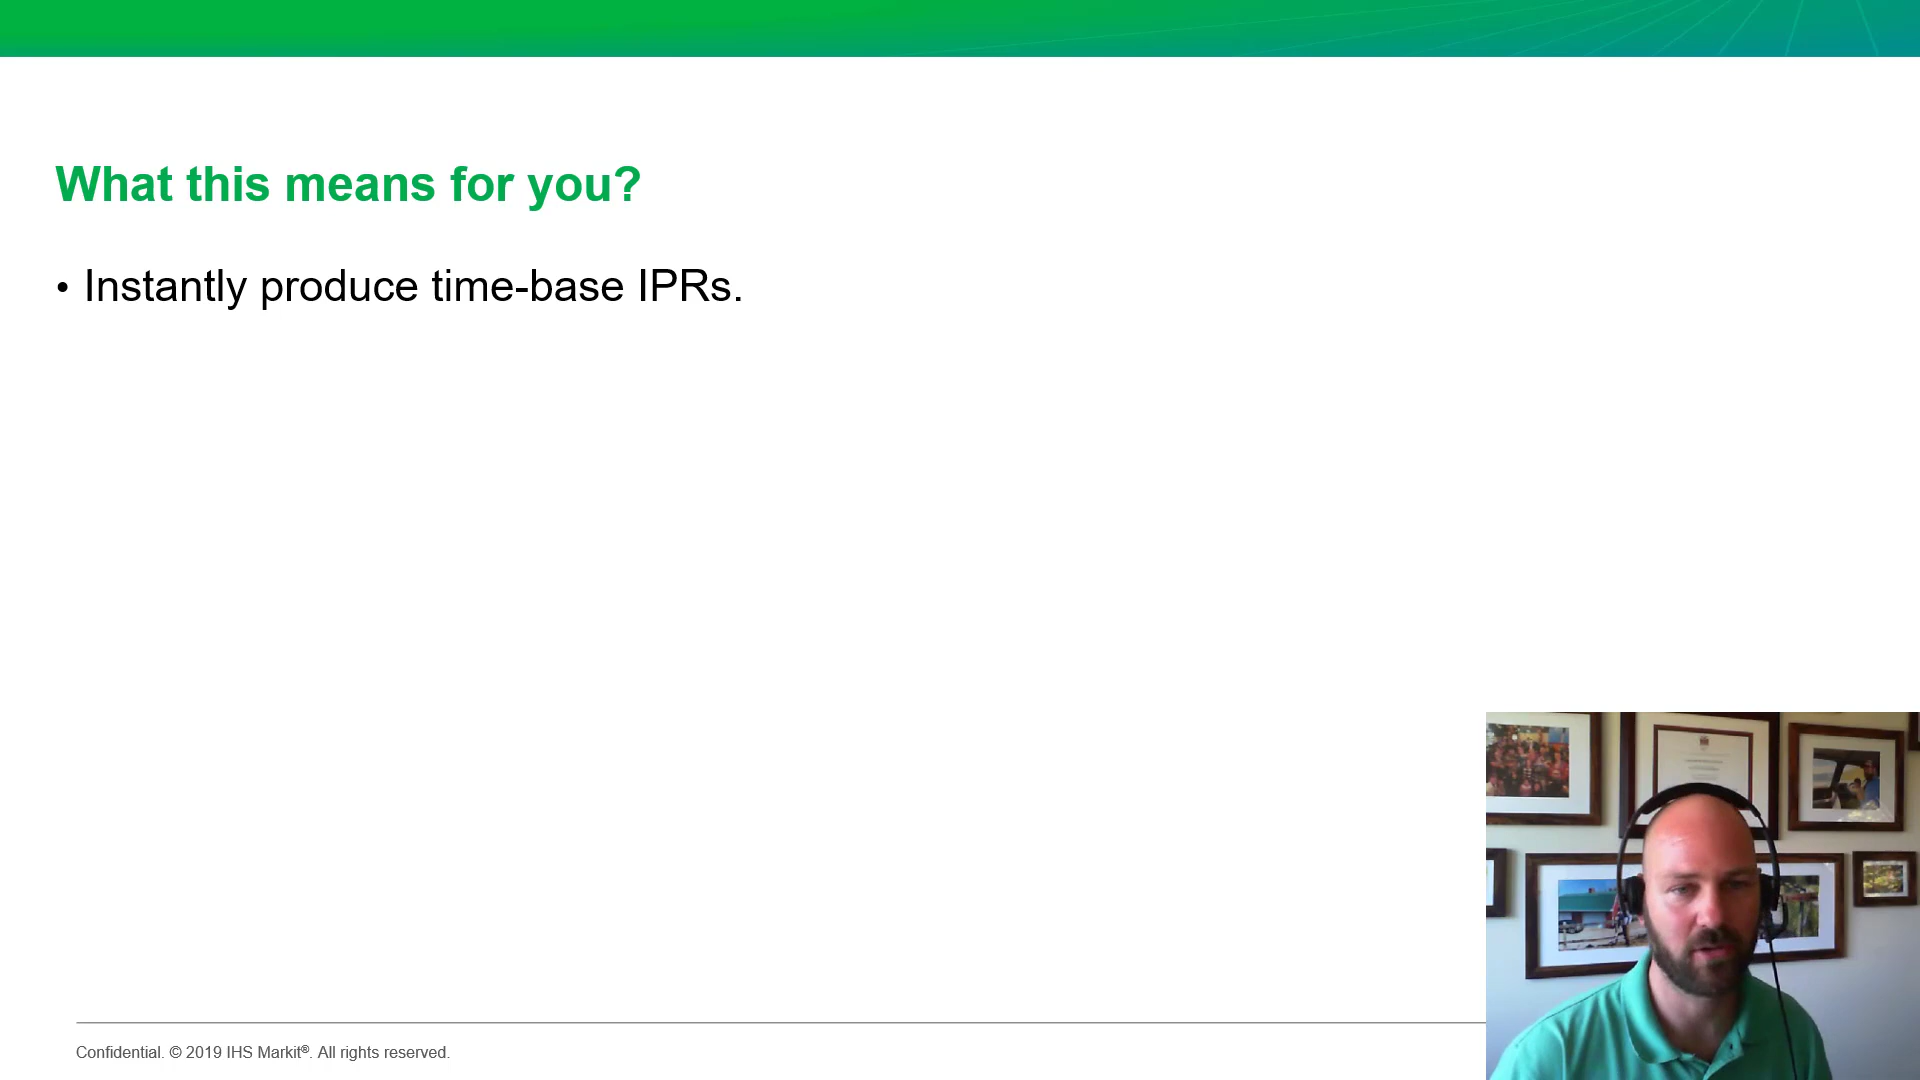 What this means for you?
• Instantly produce time-base IPRs.
Confidential. © 2019 IHS Markit®. All rights reserved.